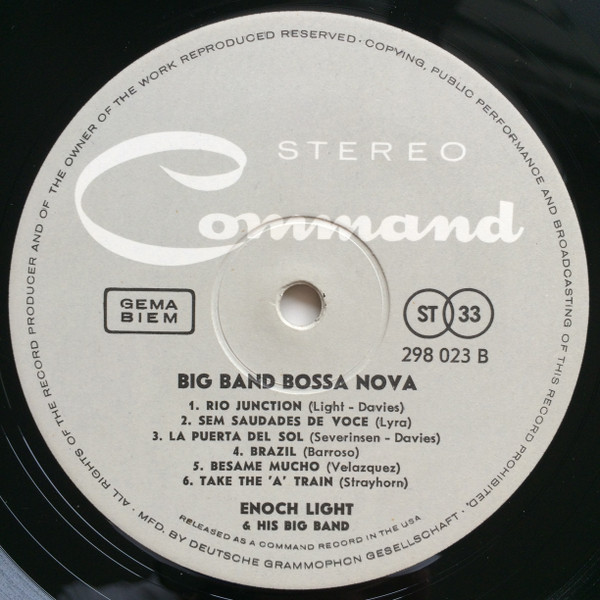 ALL RIGHTS OF THE RECORD PRODUCER AND OF THE OWNER OF THE WORK REPRODUCED RESERVED · COPYING, PUBLIC PERFORMANCE AND BROADCASTING OF THIS RECORD PROHIBITED.
STEREO
Command
GEMA
BIEM
ST 33
298 023 B
BIG BAND BOSSA NOVA
1. RIO JUNCTION (Light - Davies)
2. SEM SAUDADES DE VOCE (Lyra)
3. LA PUERTA DEL SOL (Severinsen - Davies)
4. BRAZIL (Barroso)
5. BESAME MUCHO (Velazquez)
6. TAKE THE 'A' TRAIN (Strayhorn)
ENOCH LIGHT
& HIS BIG BAND
RELEASED AS A COMMAND RECORD IN THE USA
· MFD. BY DEUTSCHE GRAMMOPHON GESELLSCHAFT ·